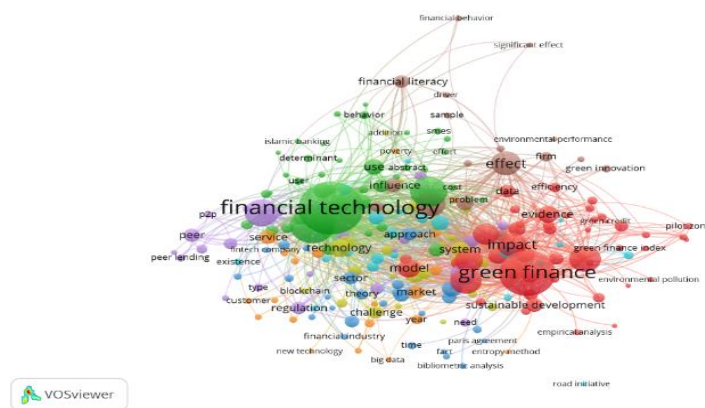 financial behavior
significant effect
financial literacy
driver
behavior
sample
addition
smes
islamic banking
environmental performance
poverty
effect
firm
determinant
use
abstract
effect
green innovation
user
influence
cost
data
efficiency
problem
financial technology
p2p
evidence
green credit
pilot zon
peer
service
approach
impact
fintech company
technology
system
green finance index
peer lending
existence
model
green finance
sector
environmental pollution
type
blockchain
theory
market
customer
regulation
sustainable development
challenge
year
need
empirical analysis
financial industry
time
paris agreement
new technology
fact
entropy method
big data
bibliometric analysis
road initiative
VOSviewer